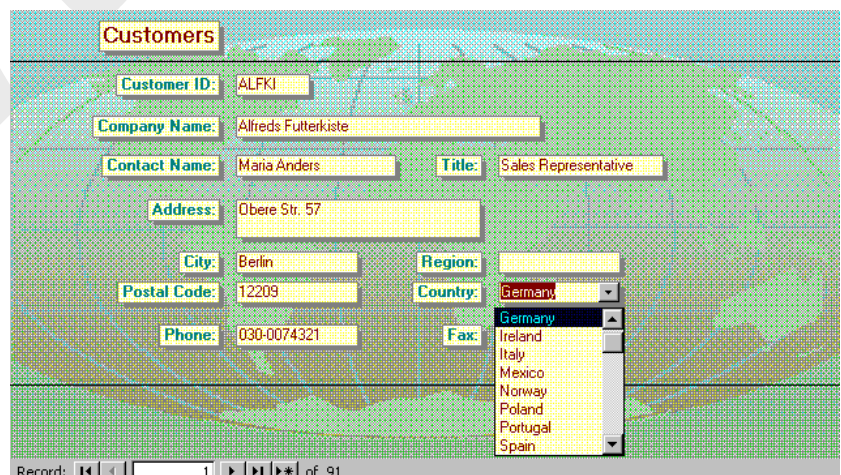 Customers
Customer ID: ALFKI
Company Name: Alfreds Futterkiste
Contact Name: Maria Anders Title: Sales Representative
Address: Obere Str. 57
City: Berlin Region:
Postal Code: 12209 Country: Germany
Phone: 030-0074321 Fax:
Germany
Ireland
Italy
Mexico
Norway
Poland
Portugal
Spain
Record: 1 of 91